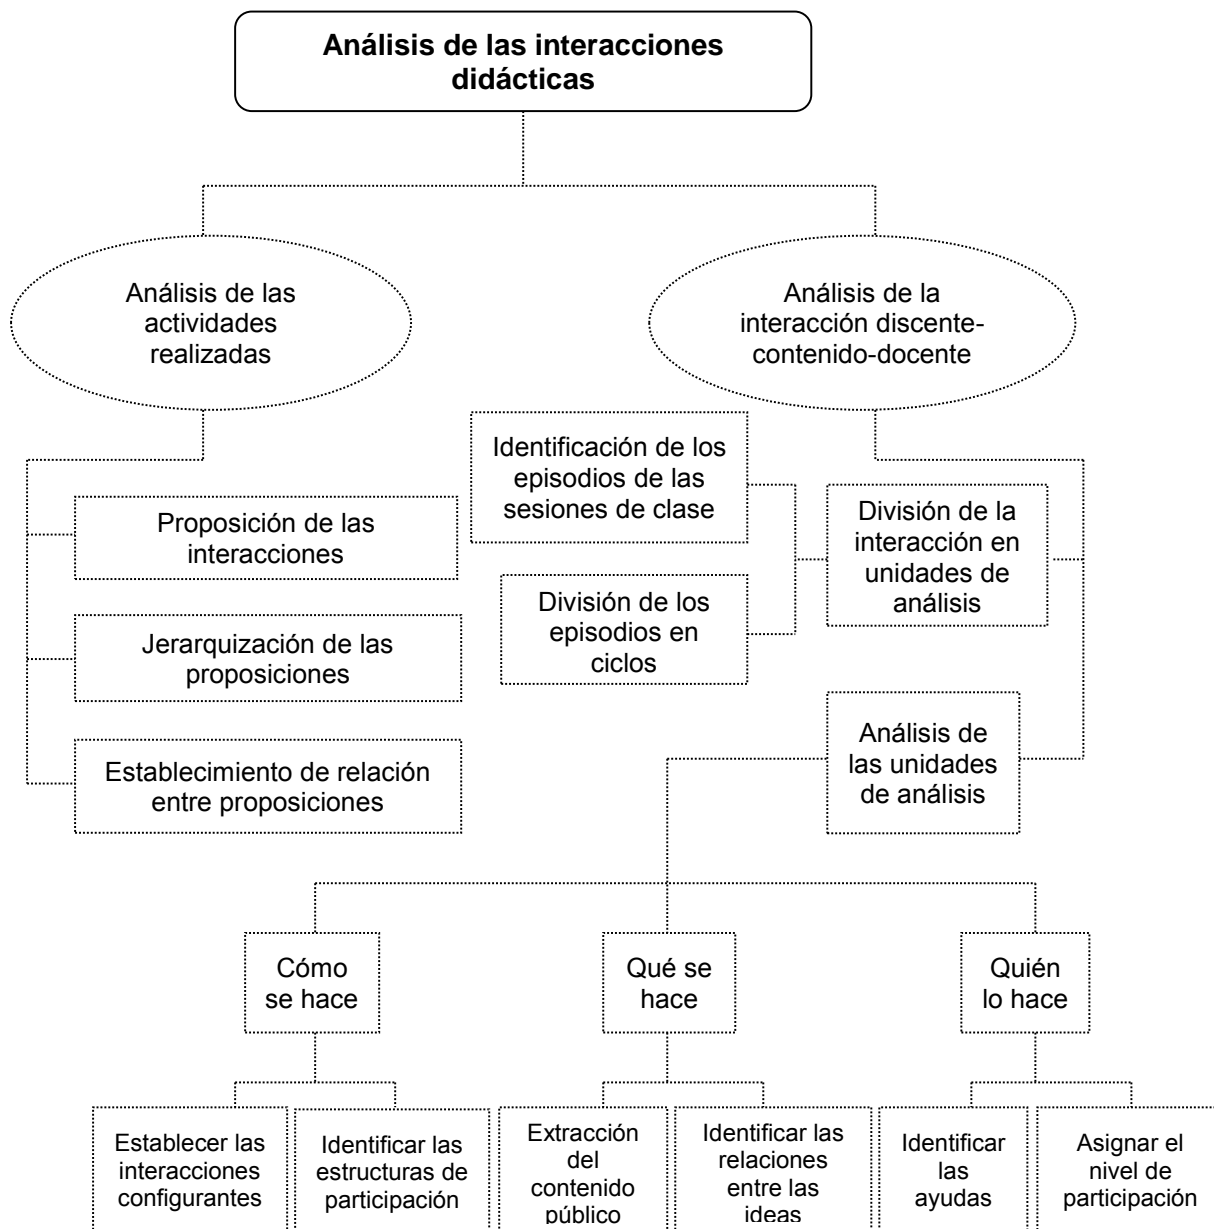 Análisis de las interacciones
didácticas
Análisis de las
actividades
realizadas
Análisis de la
interacción discente-
contenido-docente
Proposición de las
interacciones
Jerarquización de las
proposiciones
Establecimiento de relación
entre proposiciones
Identificación de los
episodios de las
sesiones de clase
División de los
episodios en
ciclos
División de la
interacción en
unidades de
análisis
Análisis de
las unidades
de análisis
Cómo
se hace
Qué se
hace
Quién
lo hace
Establecer las
interacciones
configurantes
Identificar las
estructuras de
participación
Extracción
del
contenido
público
Identificar las
relaciones
entre las
ideas
Identificar
las
ayudas
Asignar el
nivel de
participación